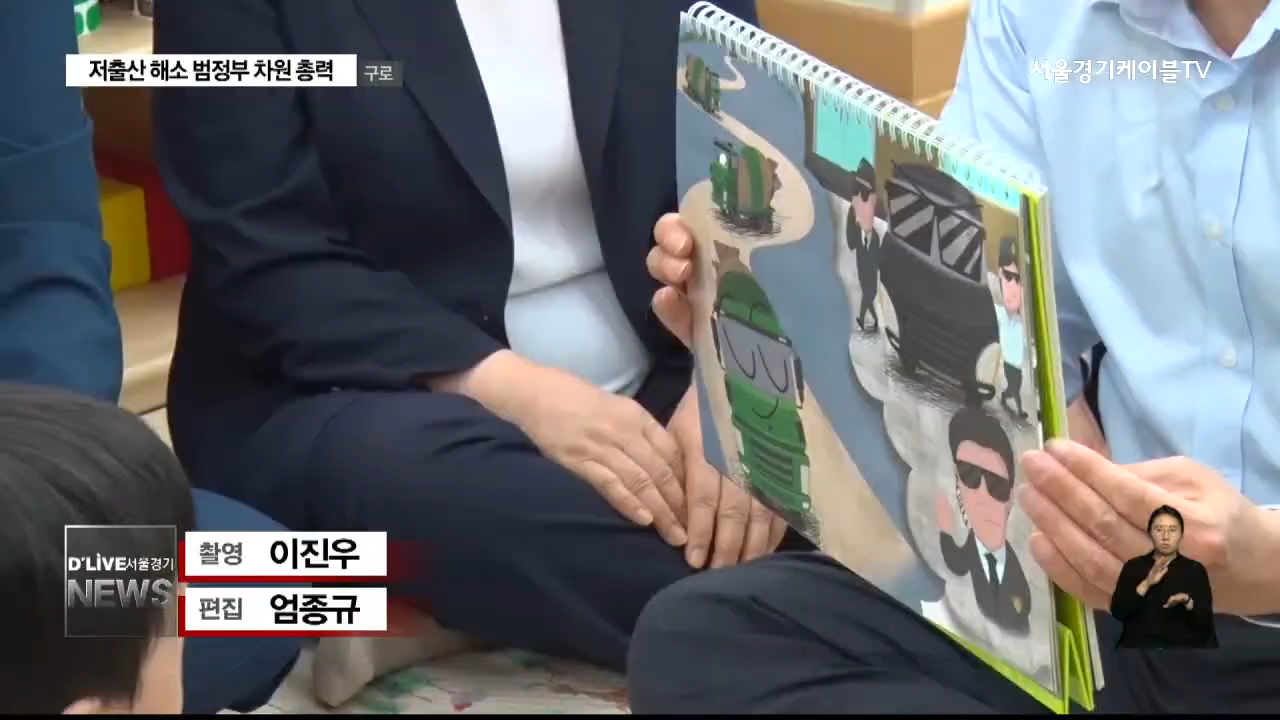 저출산 해소 범정부 차원 총력
구로
서울경기케이블TV
D'LIVE서울경기
NEWS
촬영 이진우
편집 엄종규